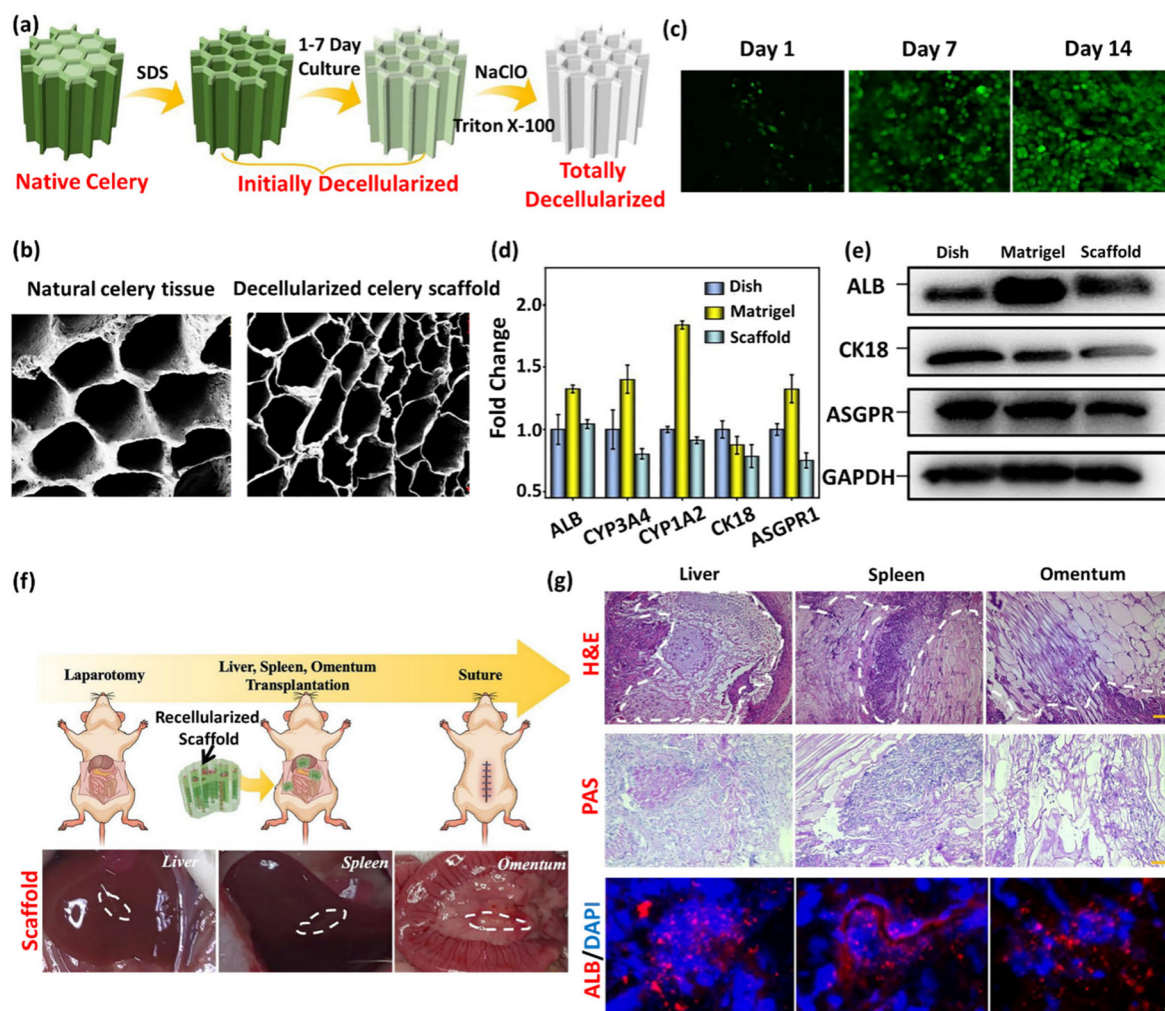 (a)
SDS
1-7 Day
Culture
NaClO
Triton X-100
Native Celery
Initially Decellularized
Totally
Decellularized
(c)
Day 1
Day 7
Day 14
(b)
Natural celery tissue
Decellularized celery scaffold
(d)
Fold Change
2.0
1.5
1.0
0.5
Dish
Matrigel
Scaffold
ALB
CYP3A4
CYP1A2
CK18
ASGPR1
(e)
Dish
Matrigel
Scaffold
ALB
CK18
ASGPR
GAPDH
(f)
Laparotomy
Liver, Spleen, Omentum
Transplantation
Suture
Recellularized
Scaffold
Scaffold
Liver
Spleen
Omentum
(g)
Liver
Spleen
Omentum
H&E
PAS
ALB/DAPI